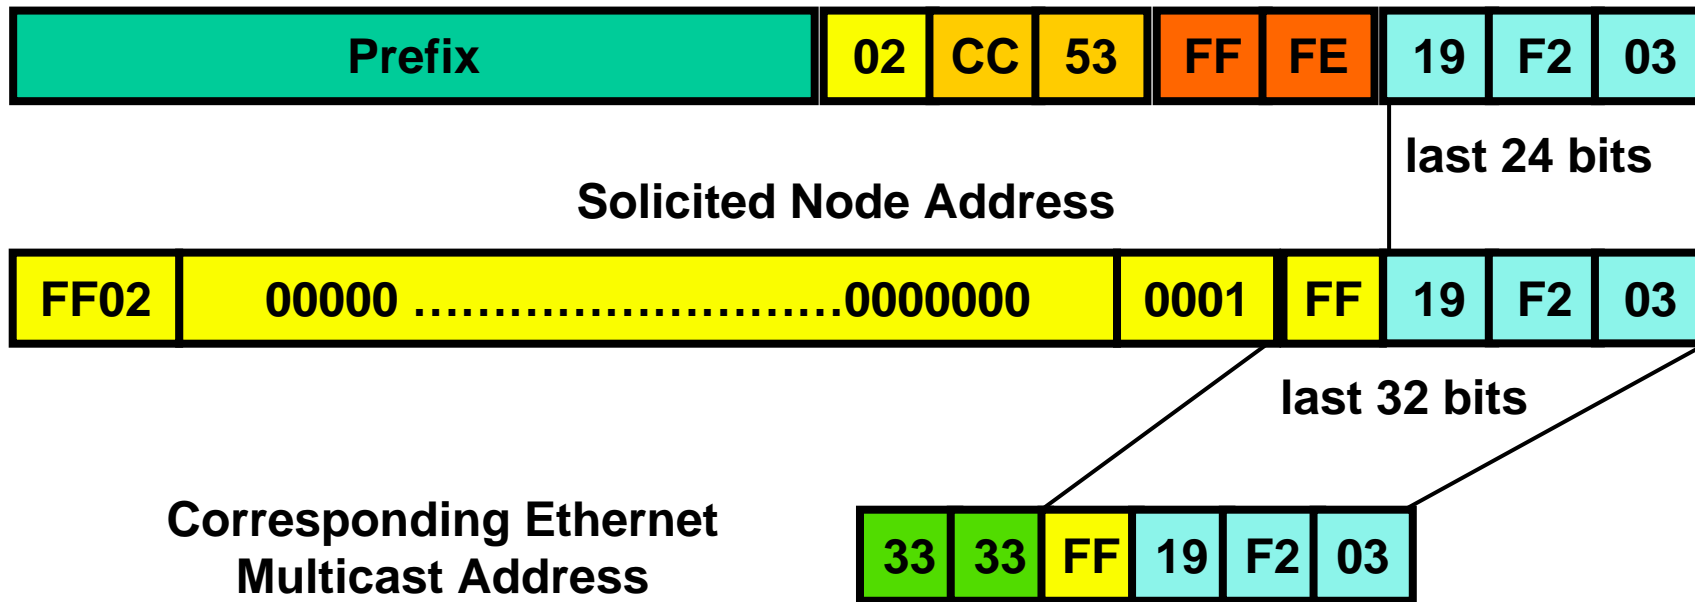 Prefix 02 CC 53 FF FE 19 F2 03
last 24 bits
Solicited Node Address
FF02 00000 ............................0000000 0001 FF 19 F2 03
last 32 bits
Corresponding Ethernet
Multicast Address
33 33 FF 19 F2 03